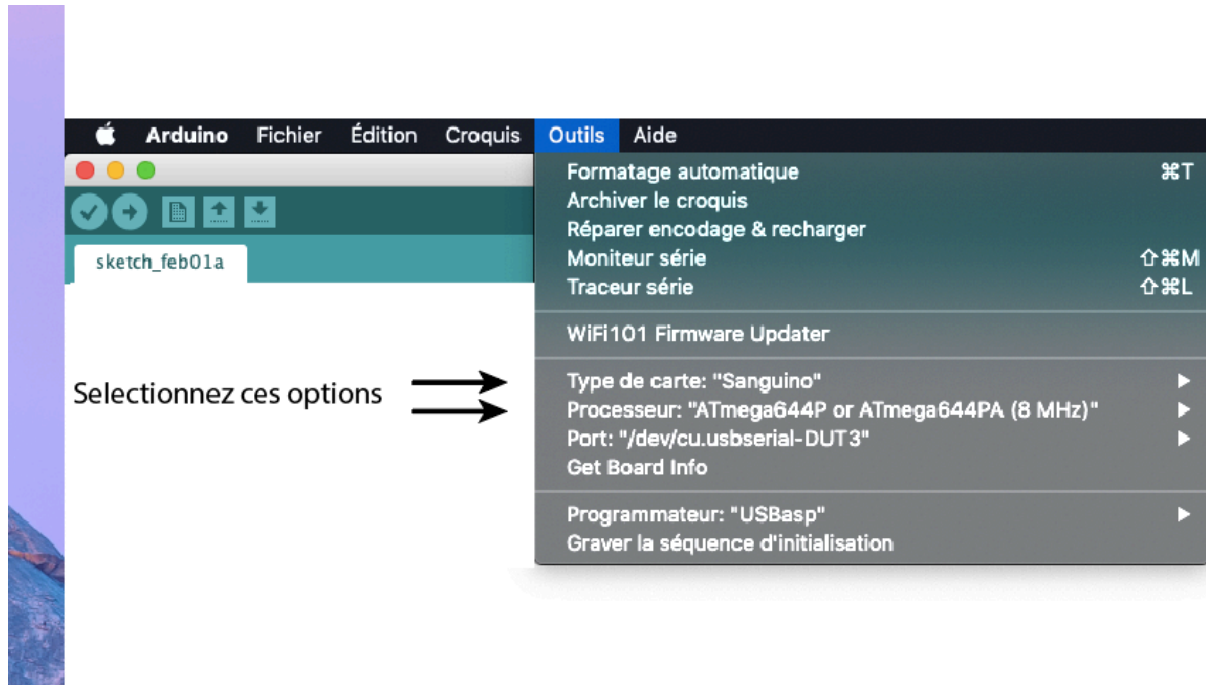 Arduino Fichier Édition Croquis Outils Aide
sketch_feb01a
Formatage automatique ⌘T
Archiver le croquis
Réparer encodage & recharger
Moniteur série ⇧⌘M
Traceur série ⇧⌘L
WiFi101 Firmware Updater
Selectionnez ces options
Type de carte: "Sanguino"
Processeur: "ATmega644P or ATmega644PA (8 MHz)"
Port: "/dev/cu.usbserial-DUT3"
Get Board Info
Programmateur: "USBasp"
Graver la séquence d'initialisation